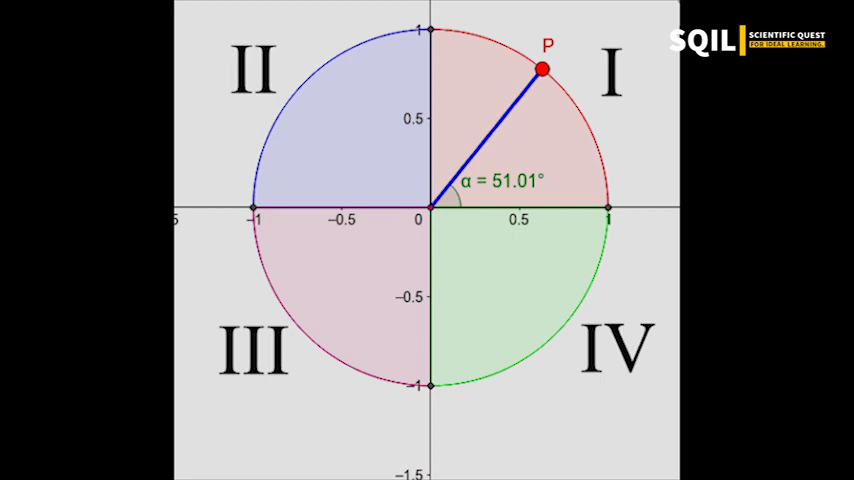 SQIL SCIENTIFIC QUEST
FOR IDEAL LEARNING.
1
P
II
I
0.5
α = 51.01°
5 –1 –0.5 0 0.5 1
–0.5
III
IV
–1
–1.5